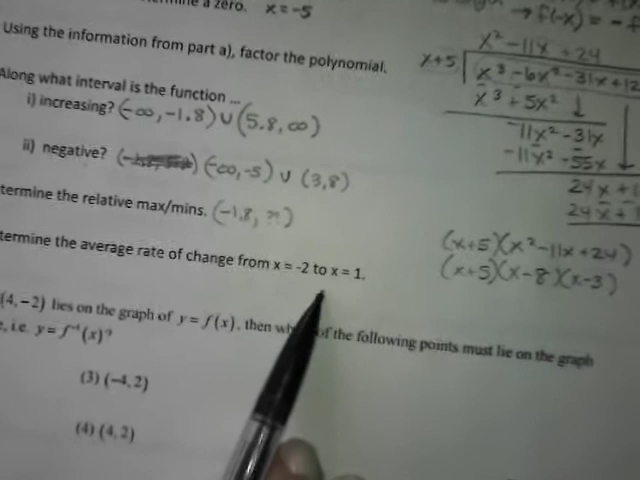 a zero. x = -5
→ f(-x) = - f
Using the information from part a), factor the polynomial.
Along what interval is the function ...
i) increasing? (-∞, -1.8) ∪ (5.8, ∞)
ii) negative? (-∞, -5) ∪ (3, 8)
termine the relative max/mins. (-1.8,
termine the average rate of change from x = -2 to x = 1.
(4, -2) lies on the graph of y = f(x), then wh of the following points must lie on the graph
, i.e. y = f⁻¹(x)?
(3) (-4, 2)
(4) (4, 2)
x² - 11x + 24
x+5 x³ - 6x² - 31x + 12
x³ + 5x² ↓
-11x² - 31x
-11x² - 55x
24x + 1
24x +
(x+5)(x² - 11x + 24)
(x+5)(x-8)(x-3)